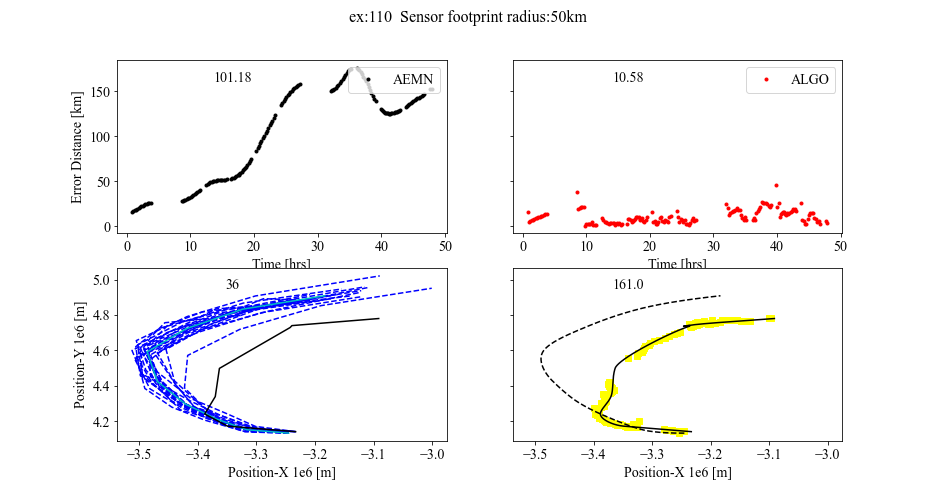 ex:110 Sensor footprint radius:50km
101.18
AEMN
10.58
ALGO
150
100
50
0
Error Distance [km]
0 10 20 30 40 50
0 10 20 30 40 50
Time [hrs]
Time [hrs]
36
161.0
5.0
4.8
4.6
4.4
4.2
Position-Y 1e6 [m]
−3.5 −3.4 −3.3 −3.2 −3.1 −3.0
−3.5 −3.4 −3.3 −3.2 −3.1 −3.0
Position-X 1e6 [m]
Position-X 1e6 [m]